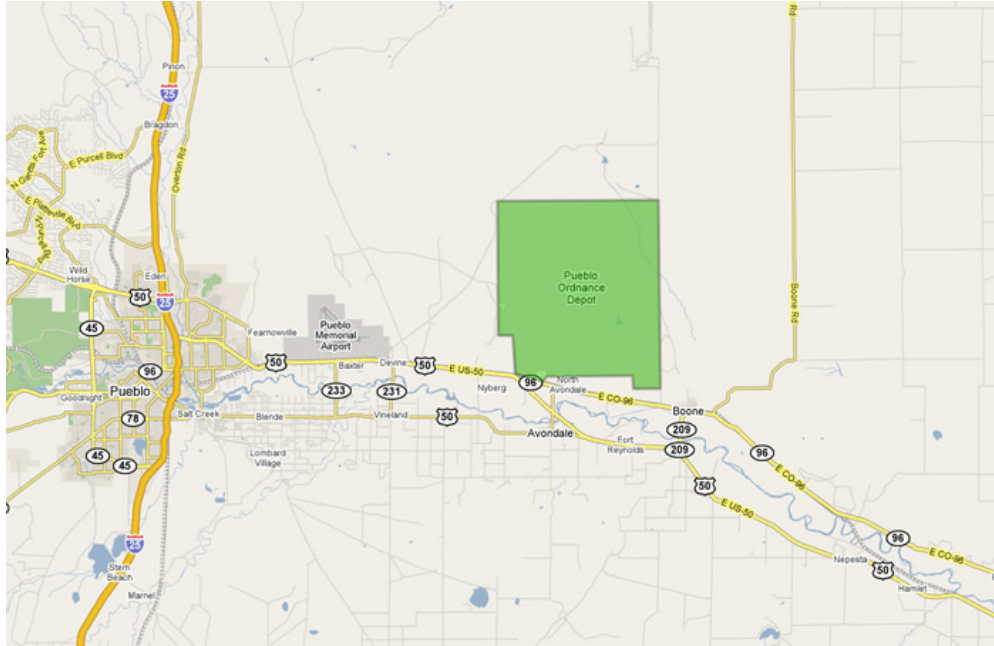 Pinon
25
Bragdon
E Purcell Blvd
Overton Rd
E Platteville Blvd
Rd
Wild
Horse
Eden
50
25
45
Fearnowville
Pueblo
Memorial
Airport
Pueblo
Ordnance
Depot
Boone Rd
50
Baxter
Devine
50
E US-50
96
Pueblo
Goodnight
233
231
Nyberg
96
North
Avondale
E CO-96
Boone
78
Salt Creek
Blende
Vineland
50
Avondale
209
Fort
Reynolds
209
45
45
Lombard
Village
96
E CO-96
50
E US-50
25
96
E CO-96
Stem
Beach
Nepesta
50
Marnel
Hamlet